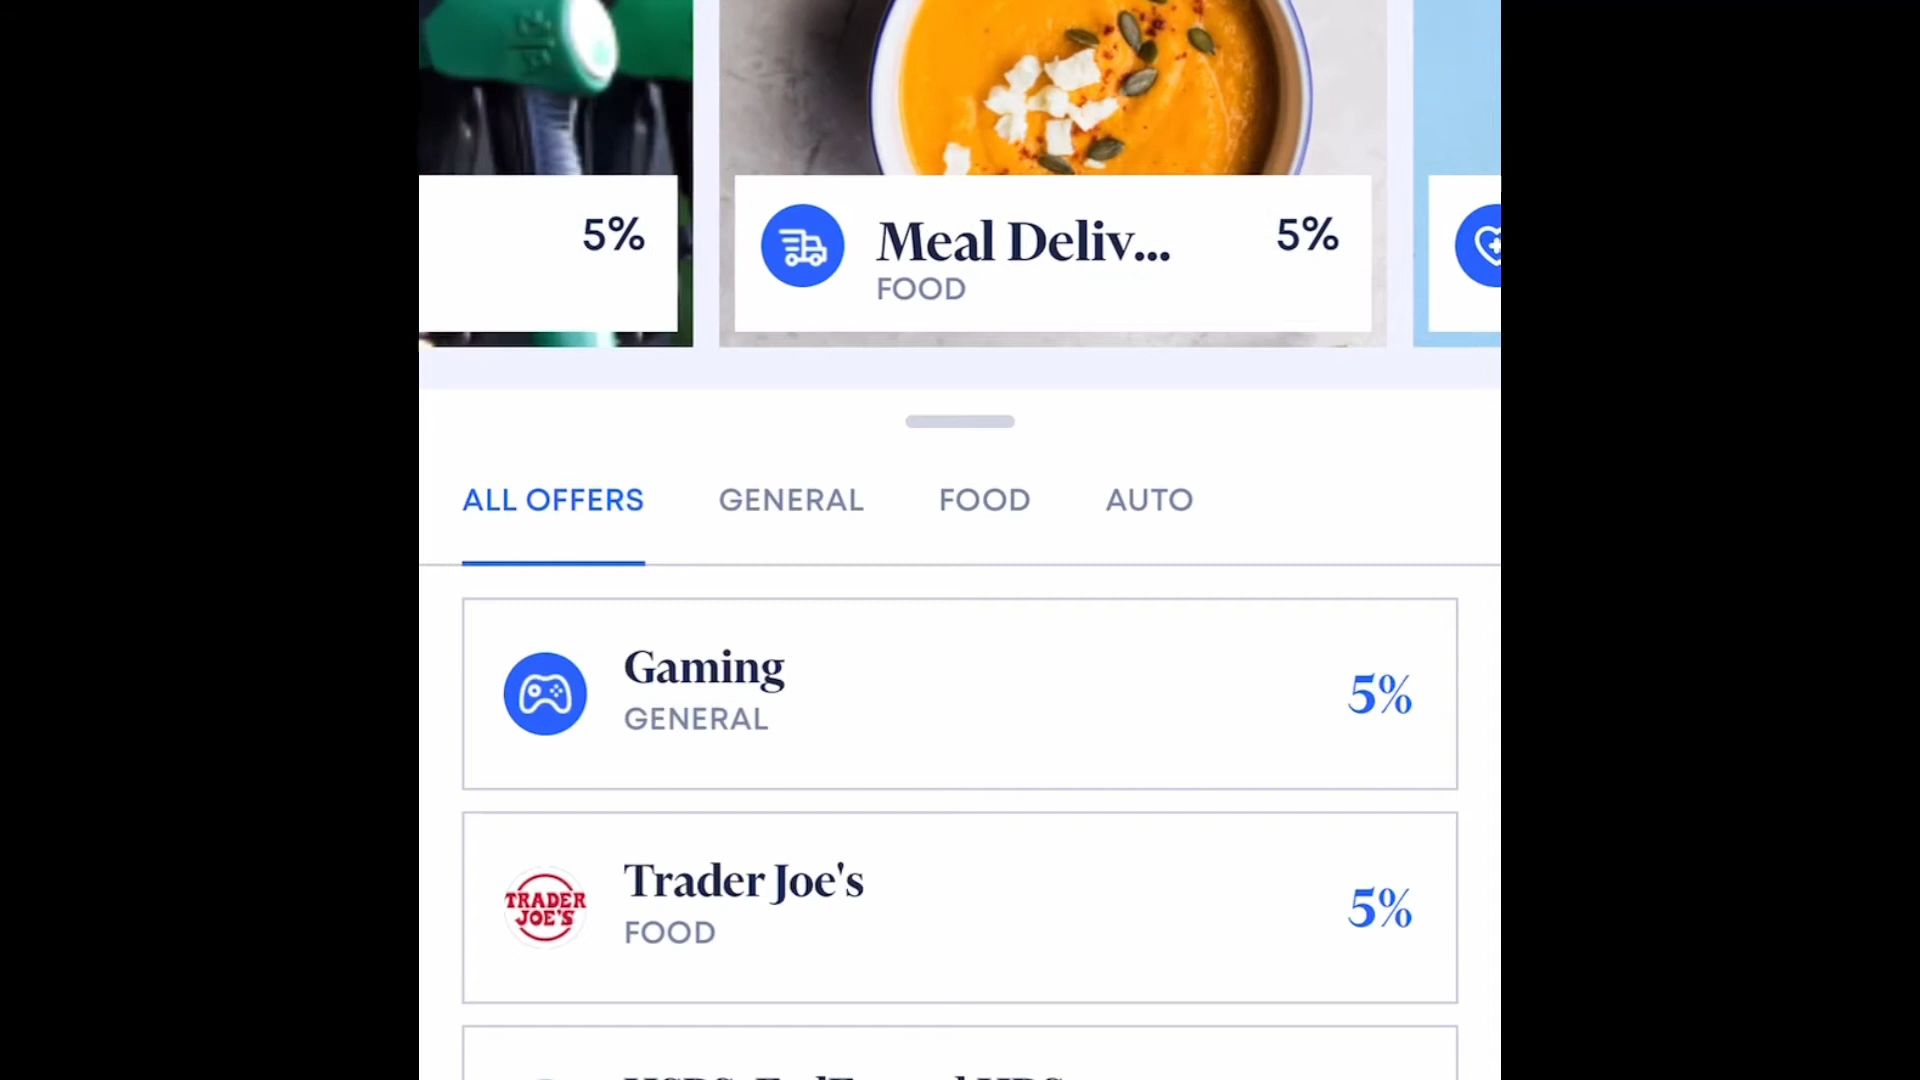 5%
Meal Deliv...
5%
FOOD
ALL OFFERS
GENERAL
FOOD
AUTO
Gaming
5%
GENERAL
TRADER
JOE'S
Trader Joe's
5%
FOOD